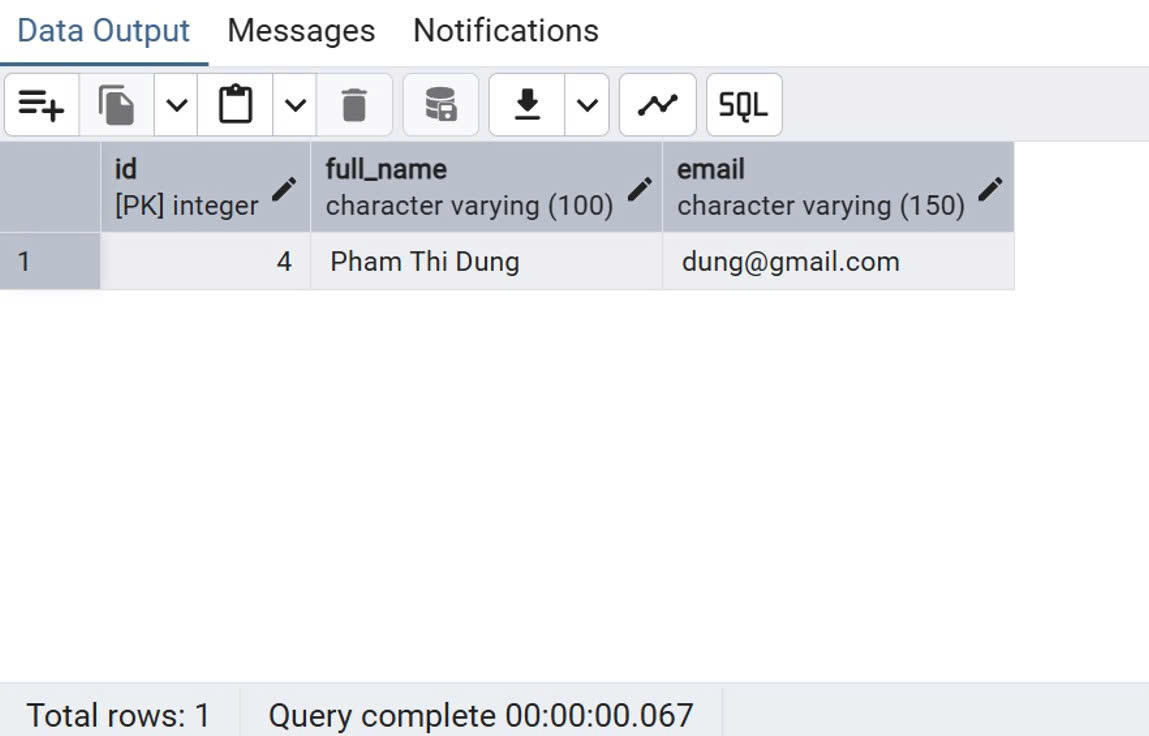 Data Output Messages Notifications
SQL
id full_name email
[PK] integer character varying (100) character varying (150)
1 4 Pham Thi Dung dung@gmail.com
Total rows: 1 Query complete 00:00:00.067